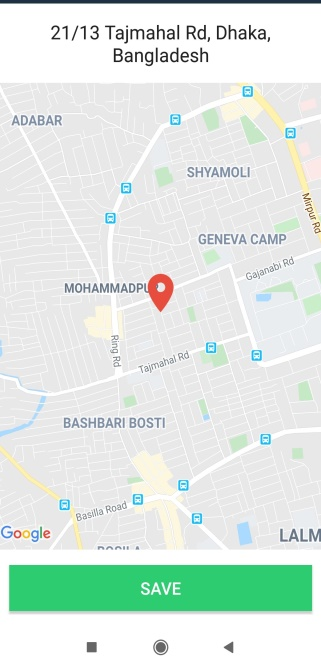 21/13 Tajmahal Rd, Dhaka,
Bangladesh
ADABAR
SHYAMOLI
Mirpur Rd
GENEVA CAMP
Gajanabi Rd
MOHAMMADPU
Ring Rd
Tajmahal Rd
BASHBARI BOSTI
Basilla Road
Google
LALM
SAVE